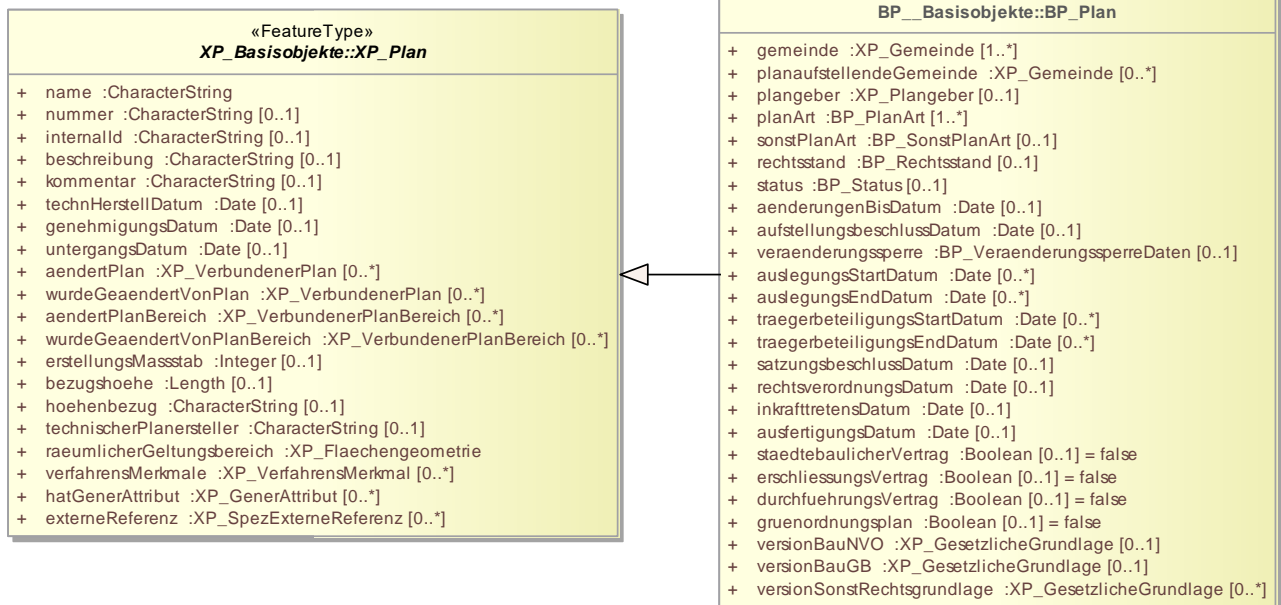 «FeatureType»
XP_Basisobjekte::XP_Plan
+ name :CharacterString
+ nummer :CharacterString [0..1]
+ internalId :CharacterString [0..1]
+ beschreibung :CharacterString [0..1]
+ kommentar :CharacterString [0..1]
+ technHerstellDatum :Date [0..1]
+ genehmigungsDatum :Date [0..1]
+ untergangsDatum :Date [0..1]
+ aendertPlan :XP_VerbundenerPlan [0..*]
+ wurdeGeaendertVonPlan :XP_VerbundenerPlan [0..*]
+ aendertPlanBereich :XP_VerbundenerPlanBereich [0..*]
+ wurdeGeaendertVonPlanBereich :XP_VerbundenerPlanBereich [0..*]
+ erstellungsMassstab :Integer [0..1]
+ bezugshoehe :Length [0..1]
+ hoehenbezug :CharacterString [0..1]
+ technischerPlanersteller :CharacterString [0..1]
+ raeumlicherGeltungsbereich :XP_Flaechengeometrie
+ verfahrensMerkmale :XP_VerfahrensMerkmal [0..*]
+ hatGenerAttribut :XP_GenerAttribut [0..*]
+ externeReferenz :XP_SpezExterneReferenz [0..*]
BP__Basisobjekte::BP_Plan
+ gemeinde :XP_Gemeinde [1..*]
+ planaufstellendeGemeinde :XP_Gemeinde [0..*]
+ plangeber :XP_Plangeber [0..1]
+ planArt :BP_PlanArt [1..*]
+ sonstPlanArt :BP_SonstPlanArt [0..1]
+ rechtsstand :BP_Rechtsstand [0..1]
+ status :BP_Status [0..1]
+ aenderungenBisDatum :Date [0..1]
+ aufstellungsbeschlussDatum :Date [0..1]
+ veraenderungssperre :BP_VeraenderungssperreDaten [0..1]
+ auslegungsStartDatum :Date [0..*]
+ auslegungsEndDatum :Date [0..*]
+ traegerbeteiligungsStartDatum :Date [0..*]
+ traegerbeteiligungsEndDatum :Date [0..*]
+ satzungsbeschlussDatum :Date [0..1]
+ rechtsverordnungsDatum :Date [0..1]
+ inkrafttretensDatum :Date [0..1]
+ ausfertigungsDatum :Date [0..1]
+ staedtebaulicherVertrag :Boolean [0..1] = false
+ erschliessungsVertrag :Boolean [0..1] = false
+ durchfuehrungsVertrag :Boolean [0..1] = false
+ gruenordnungsplan :Boolean [0..1] = false
+ versionBauNVO :XP_GesetzlicheGrundlage [0..1]
+ versionBauGB :XP_GesetzlicheGrundlage [0..1]
+ versionSonstRechtsgrundlage :XP_GesetzlicheGrundlage [0..*]